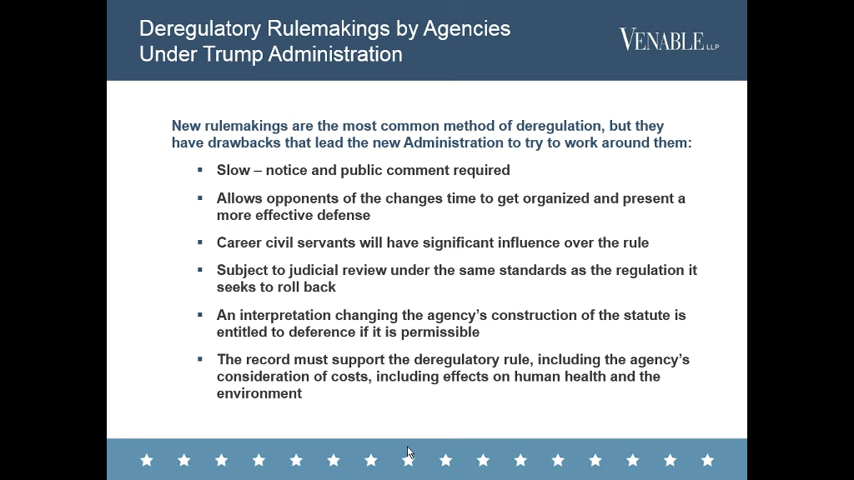 Deregulatory Rulemakings by Agencies
Under Trump Administration
VENABLE LLP
New rulemakings are the most common method of deregulation, but they
have drawbacks that lead the new Administration to try to work around them:
▪ Slow – notice and public comment required
▪ Allows opponents of the changes time to get organized and present a
more effective defense
▪ Career civil servants will have significant influence over the rule
▪ Subject to judicial review under the same standards as the regulation it
seeks to roll back
▪ An interpretation changing the agency's construction of the statute is
entitled to deference if it is permissible
▪ The record must support the deregulatory rule, including the agency's
consideration of costs, including effects on human health and the
environment